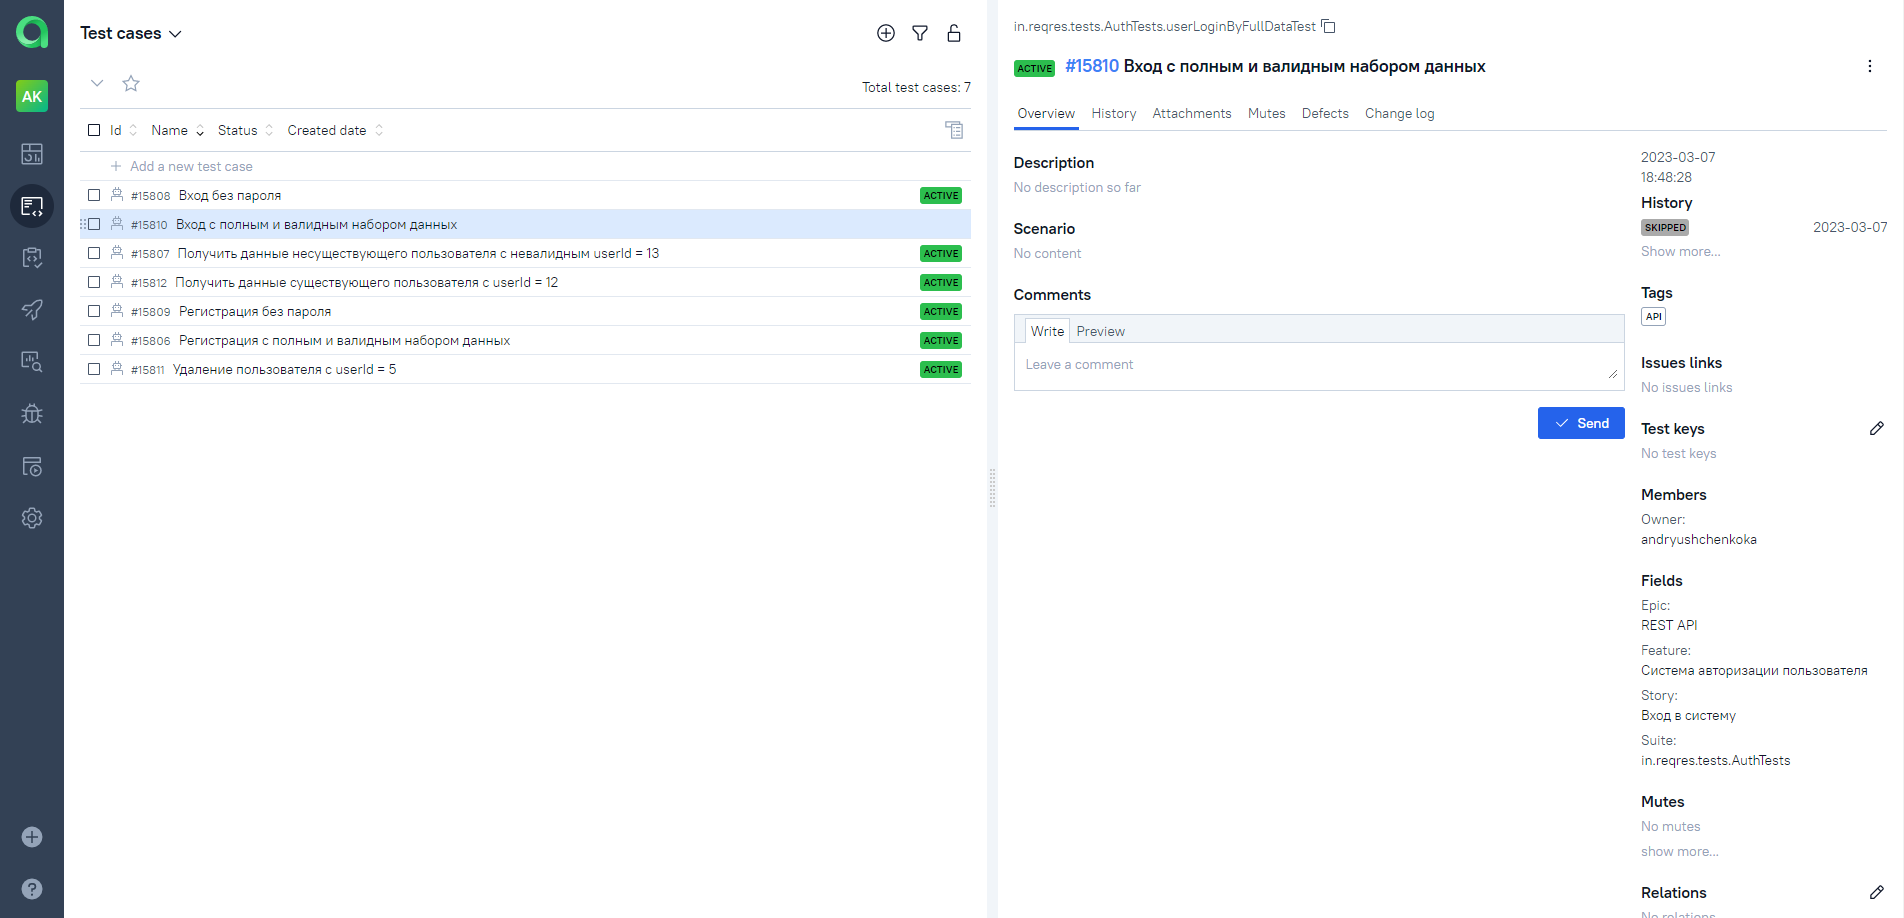 AK
Test cases
Total test cases: 7
Id Name Status Created date
Add a new test case
#15808 Вход без пароля ACTIVE
#15810 Вход с полным и валидным набором данных
#15807 Получить данные несуществующего пользователя с невалидным userId = 13 ACTIVE
#15812 Получить данные существующего пользователя с userId = 12 ACTIVE
#15809 Регистрация без пароля ACTIVE
#15806 Регистрация с полным и валидным набором данных ACTIVE
#15811 Удаление пользователя с userId = 5 ACTIVE
in.reqres.tests.AuthTests.userLoginByFullDataTest
ACTIVE #15810 Вход с полным и валидным набором данных
Overview History Attachments Mutes Defects Change log
Description
No description so far
Scenario
No content
Comments
Write Preview
Leave a comment
Send
2023-03-07
18:48:28
History
SKIPPED 2023-03-07
Show more...
Tags
API
Issues links
No issues links
Test keys
No test keys
Members
Owner:
andryushchenkoka
Fields
Epic:
REST API
Feature:
Система авторизации пользователя
Story:
Вход в систему
Suite:
in.reqres.tests.AuthTests
Mutes
No mutes
show more...
Relations
No relations